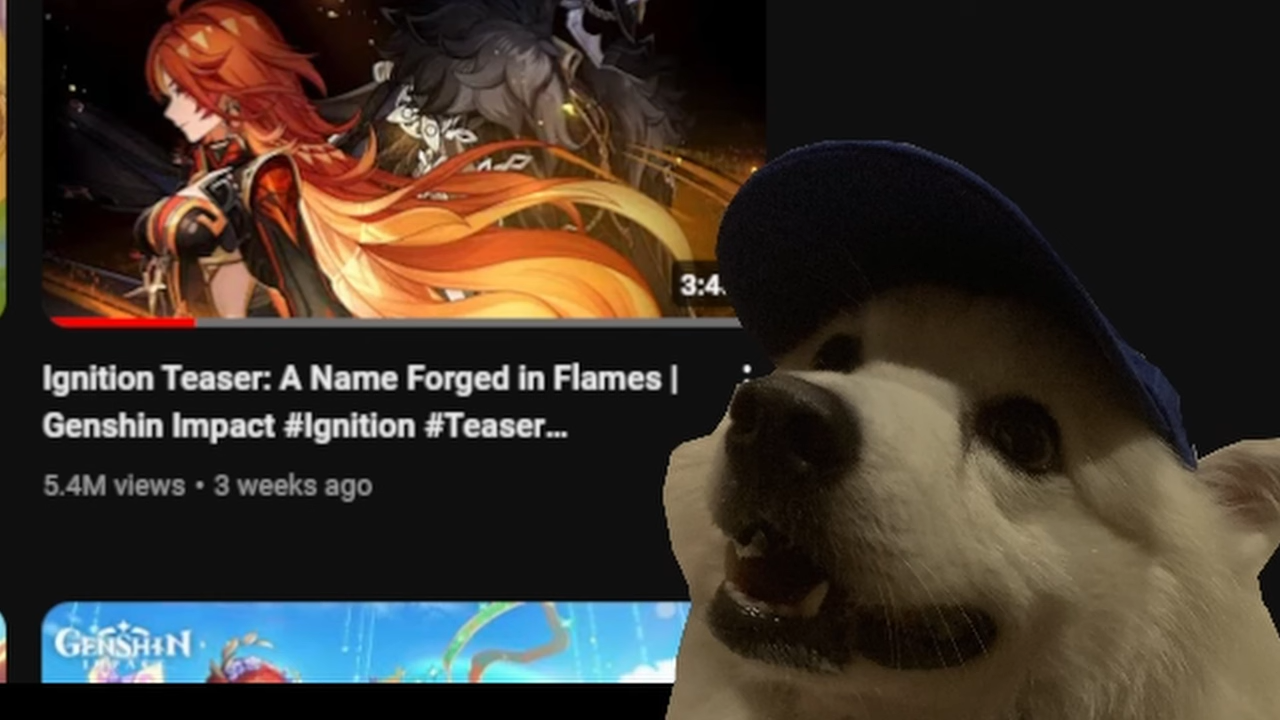 3:4
Ignition Teaser: A Name Forged in Flames |
Genshin Impact #Ignition #Teaser...
5.4M views • 3 weeks ago
GENSHIN
IMPACT